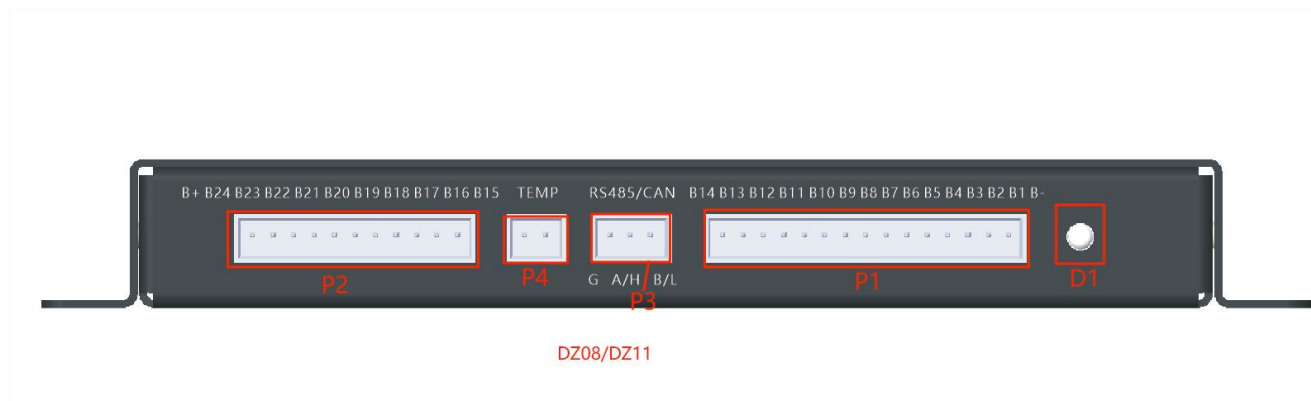 B+ B24 B23 B22 B21 B20 B19 B18 B17 B16 B15 TEMP RS485/CAN B14 B13 B12 B11 B10 B9 B8 B7 B6 B5 B4 B3 B2 B1 B-
P2 P4 P1 D1
G A/H B/L
P3
DZ08/DZ11